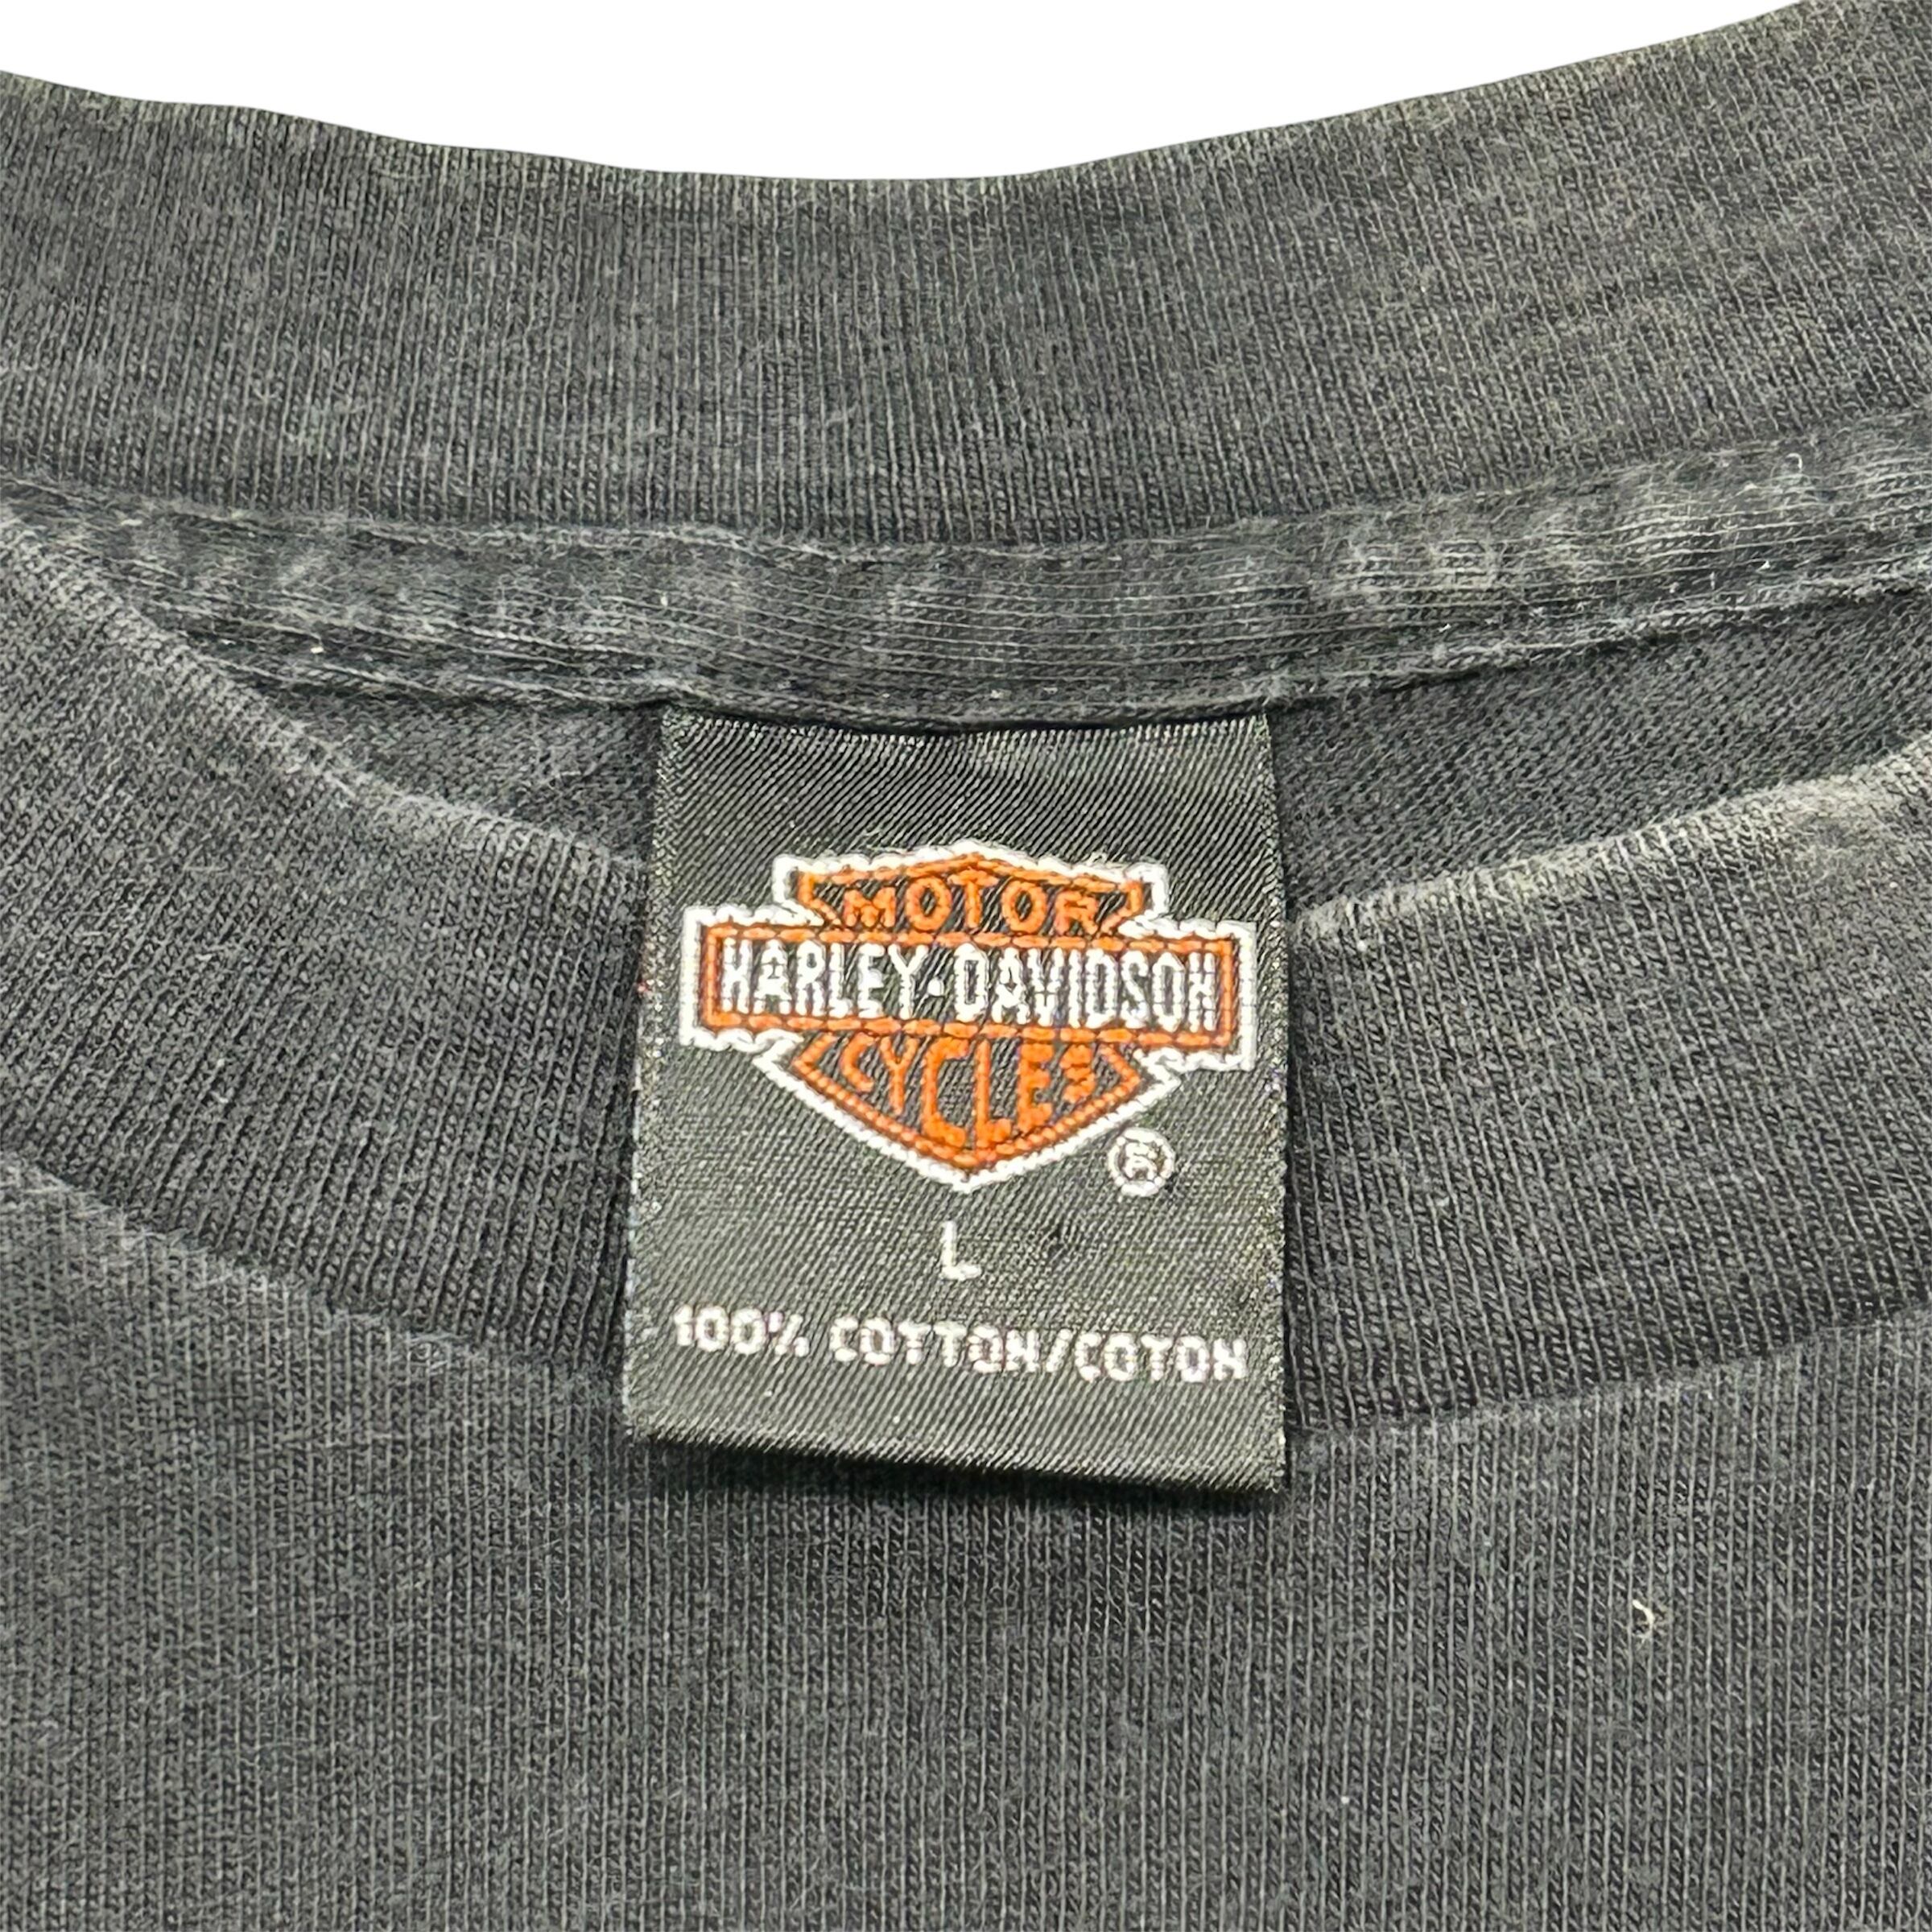 MOTOR
HARLEY-DAVIDSON
CYCLES
®
L
100% COTTON/COTON